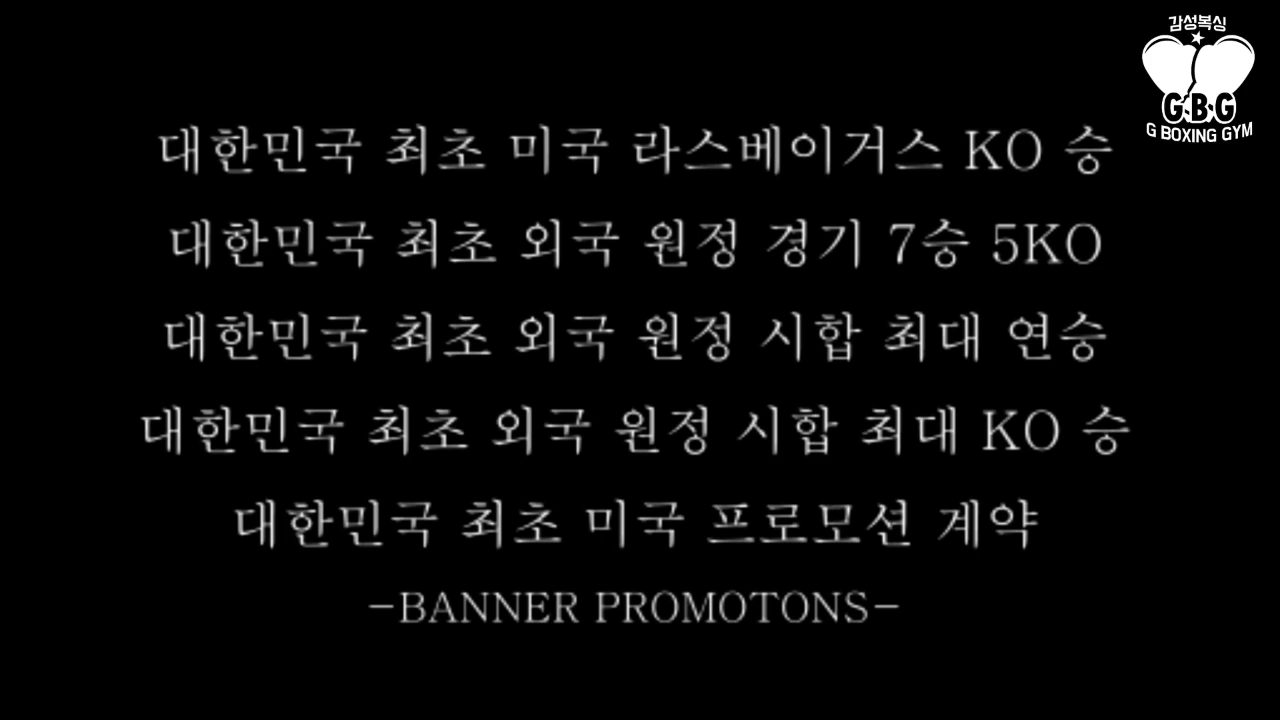 감성복싱
G·B·G
G BOXING GYM
대한민국 최초 미국 라스베이거스 KO 승
대한민국 최초 외국 원정 경기 7승 5KO
대한민국 최초 외국 원정 시합 최대 연승
대한민국 최초 외국 원정 시합 최대 KO 승
대한민국 최초 미국 프로모션 계약
-BANNER PROMOTONS-